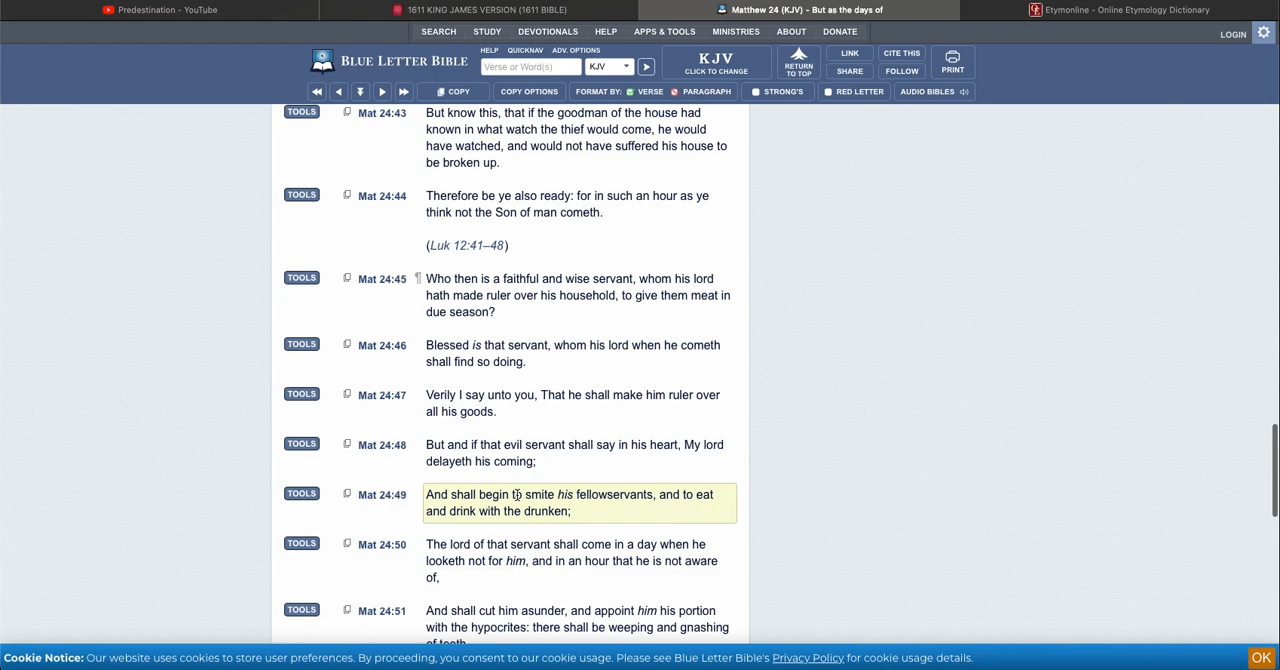 Predestination - YouTube
1611 KING JAMES VERSION (1611 BIBLE)
Matthew 24 (KJV) - But as the days of
Etymonline - Online Etymology Dictionary
SEARCH STUDY DEVOTIONALS HELP APPS & TOOLS MINISTRIES ABOUT DONATE
LOGIN
BLUE LETTER BIBLE
HELP QUICKNAV ADV. OPTIONS
Verse or Word(s) KJV
KJV
CLICK TO CHANGE
RETURN
TO TOP
LINK CITE THIS
SHARE FOLLOW
PRINT
COPY COPY OPTIONS FORMAT BY: VERSE PARAGRAPH STRONG'S RED LETTER AUDIO BIBLES
TOOLS Mat 24:43 But know this, that if the goodman of the house had
known in what watch the thief would come, he would
have watched, and would not have suffered his house to
be broken up.
TOOLS Mat 24:44 Therefore be ye also ready: for in such an hour as ye
think not the Son of man cometh.
(Luk 12:41–48)
TOOLS Mat 24:45 ¶ Who then is a faithful and wise servant, whom his lord
hath made ruler over his household, to give them meat in
due season?
TOOLS Mat 24:46 Blessed is that servant, whom his lord when he cometh
shall find so doing.
TOOLS Mat 24:47 Verily I say unto you, That he shall make him ruler over
all his goods.
TOOLS Mat 24:48 But and if that evil servant shall say in his heart, My lord
delayeth his coming;
TOOLS Mat 24:49 And shall begin to smite his fellowservants, and to eat
and drink with the drunken;
TOOLS Mat 24:50 The lord of that servant shall come in a day when he
looketh not for him, and in an hour that he is not aware
of,
TOOLS Mat 24:51 And shall cut him asunder, and appoint him his portion
with the hypocrites: there shall be weeping and gnashing
of teeth.
Cookie Notice: Our website uses cookies to store user preferences. By proceeding, you consent to our cookie usage. Please see Blue Letter Bible's Privacy Policy for cookie usage details.
OK